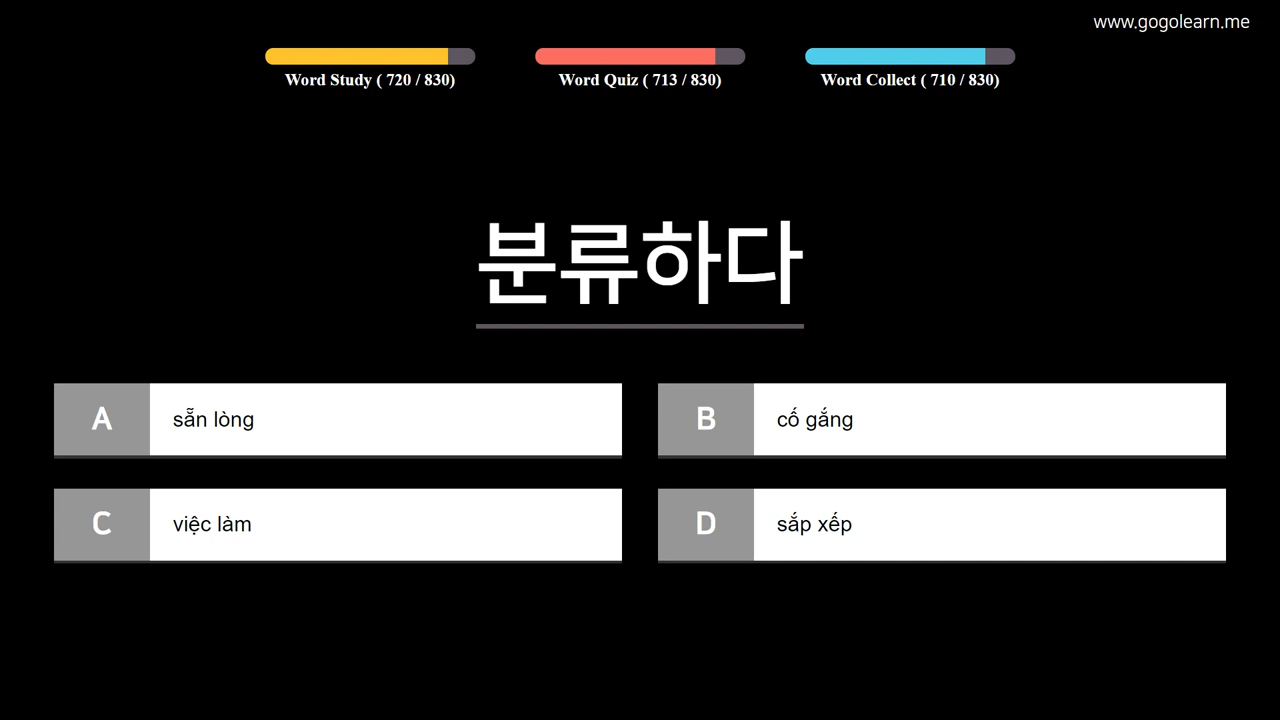 www.gogolearn.me
Word Study ( 720 / 830)
Word Quiz ( 713 / 830)
Word Collect ( 710 / 830)
분류하다
A
sẵn lòng
B
cố gắng
C
việc làm
D
sắp xếp